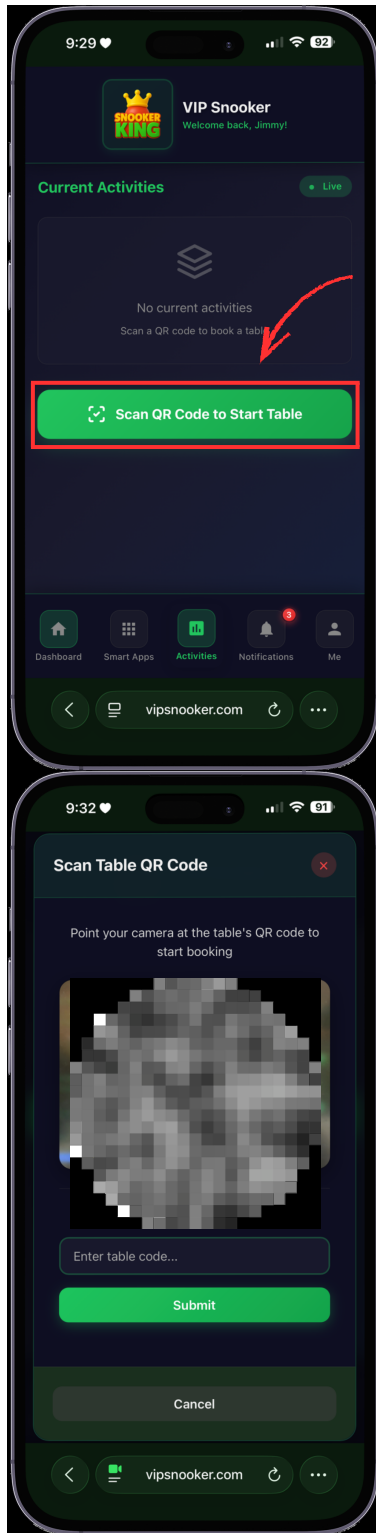 9:29
92
SNOOKER
KING
VIP Snooker
Welcome back, Jimmy!
Current Activities
Live
No current activities
Scan a QR code to book a table
Scan QR Code to Start Table
3
Dashboard
Smart Apps
Activities
Notifications
Me
vipsnooker.com
9:32
91
Scan Table QR Code
Point your camera at the table's QR code to
start booking
Enter table code...
Submit
Cancel
vipsnooker.com